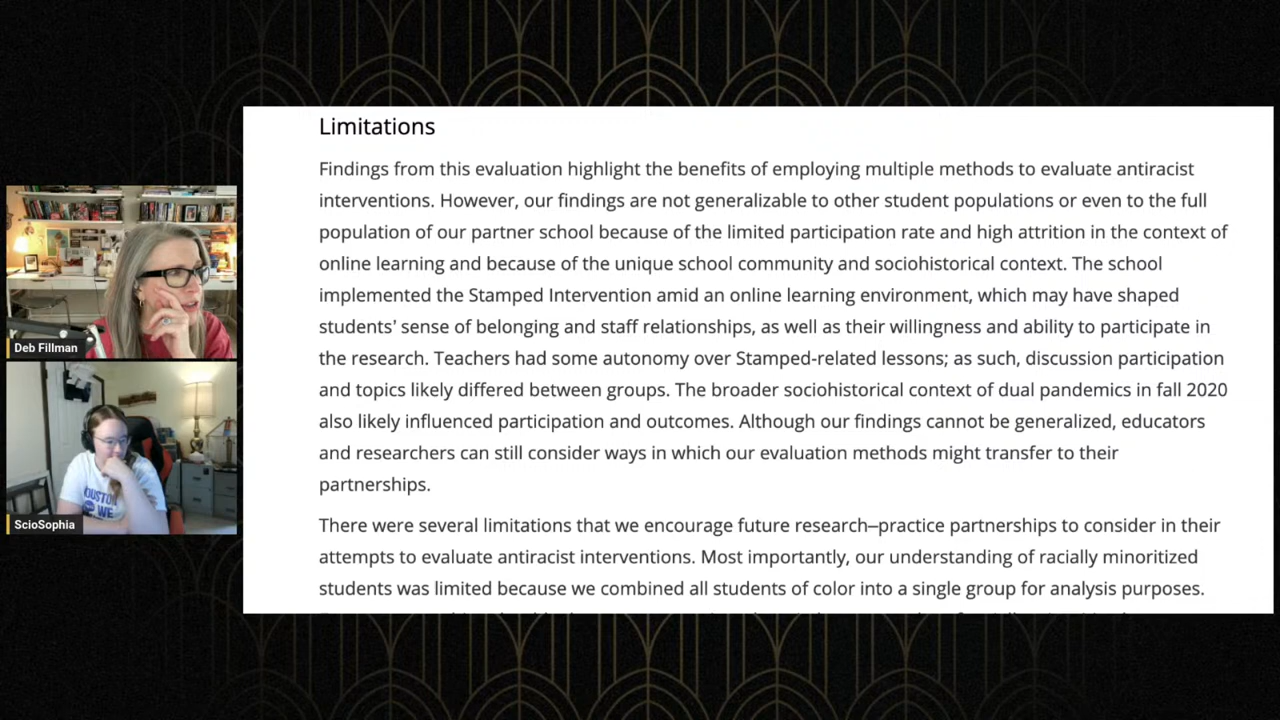 Limitations
Findings from this evaluation highlight the benefits of employing multiple methods to evaluate antiracist
interventions. However, our findings are not generalizable to other student populations or even to the full
population of our partner school because of the limited participation rate and high attrition in the context of
online learning and because of the unique school community and sociohistorical context. The school
implemented the Stamped Intervention amid an online learning environment, which may have shaped
students' sense of belonging and staff relationships, as well as their willingness and ability to participate in
the research. Teachers had some autonomy over Stamped-related lessons; as such, discussion participation
and topics likely differed between groups. The broader sociohistorical context of dual pandemics in fall 2020
also likely influenced participation and outcomes. Although our findings cannot be generalized, educators
and researchers can still consider ways in which our evaluation methods might transfer to their
partnerships.
There were several limitations that we encourage future research–practice partnerships to consider in their
attempts to evaluate antiracist interventions. Most importantly, our understanding of racially minoritized
students was limited because we combined all students of color into a single group for analysis purposes.
Deb Fillman
ScioSophia